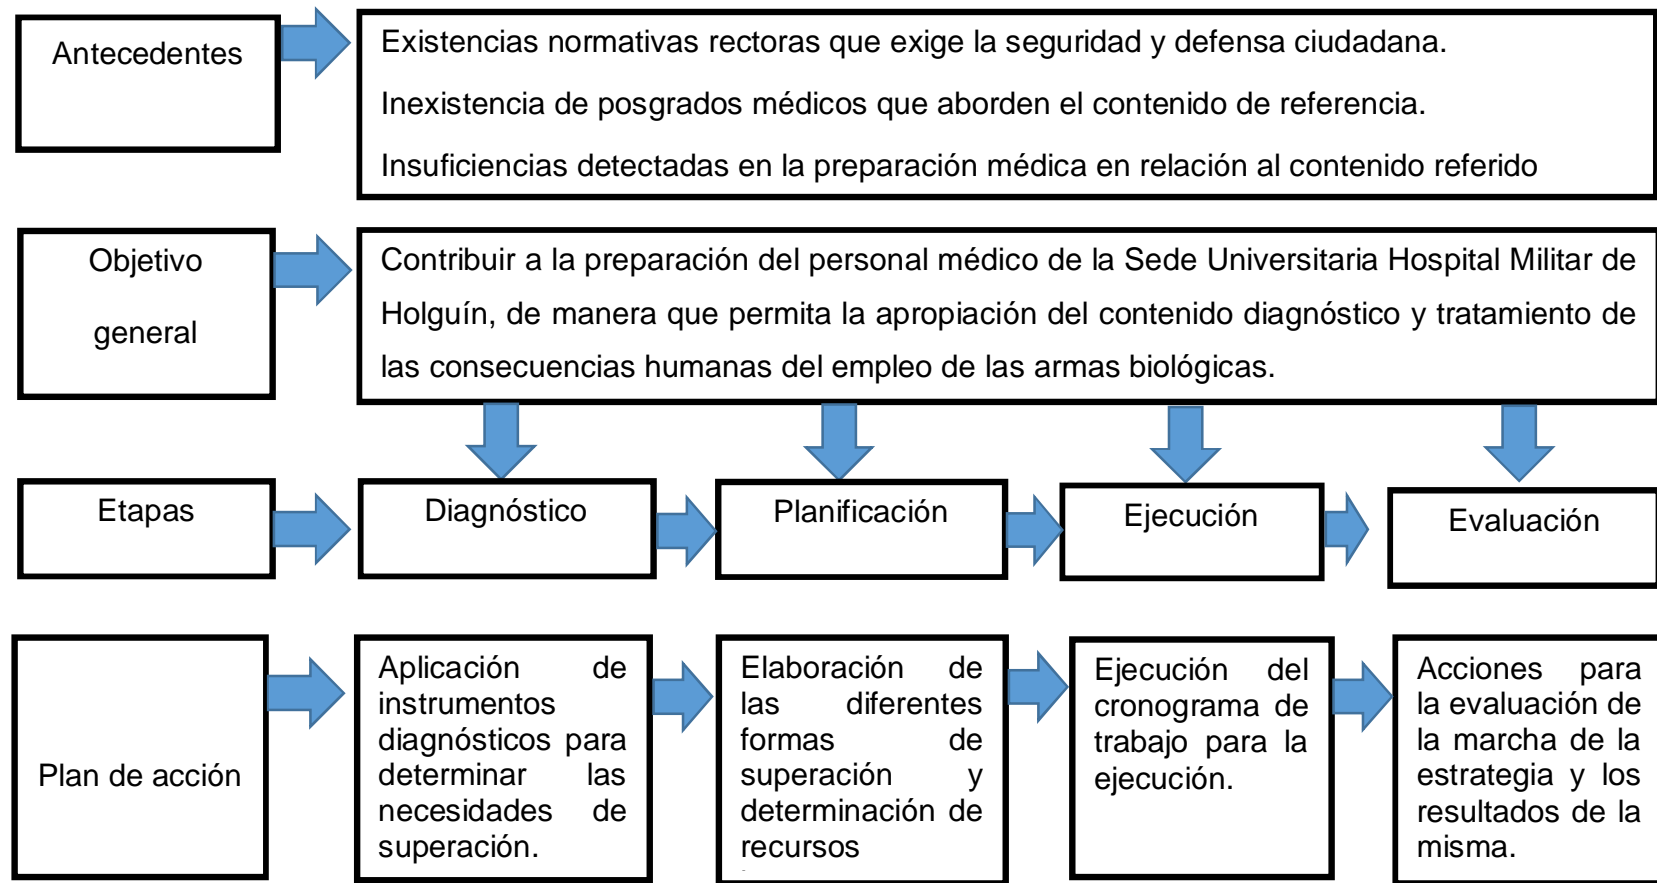 Antecedentes
Existencias normativas rectoras que exige la seguridad y defensa ciudadana.
Inexistencia de posgrados médicos que aborden el contenido de referencia.
Insuficiencias detectadas en la preparación médica en relación al contenido referido
Objetivo
general
Contribuir a la preparación del personal médico de la Sede Universitaria Hospital Militar de
Holguín, de manera que permita la apropiación del contenido diagnóstico y tratamiento de
las consecuencias humanas del empleo de las armas biológicas.
Etapas
Diagnóstico
Planificación
Ejecución
Evaluación
Plan de acción
Aplicación de
instrumentos
diagnósticos para
determinar las
necesidades de
superación.
Elaboración de
las diferentes
formas de
superación y
determinación de
recursos
Ejecución del
cronograma de
trabajo para la
ejecución.
Acciones para
la evaluación de
la marcha de la
estrategia y los
resultados de la
misma.